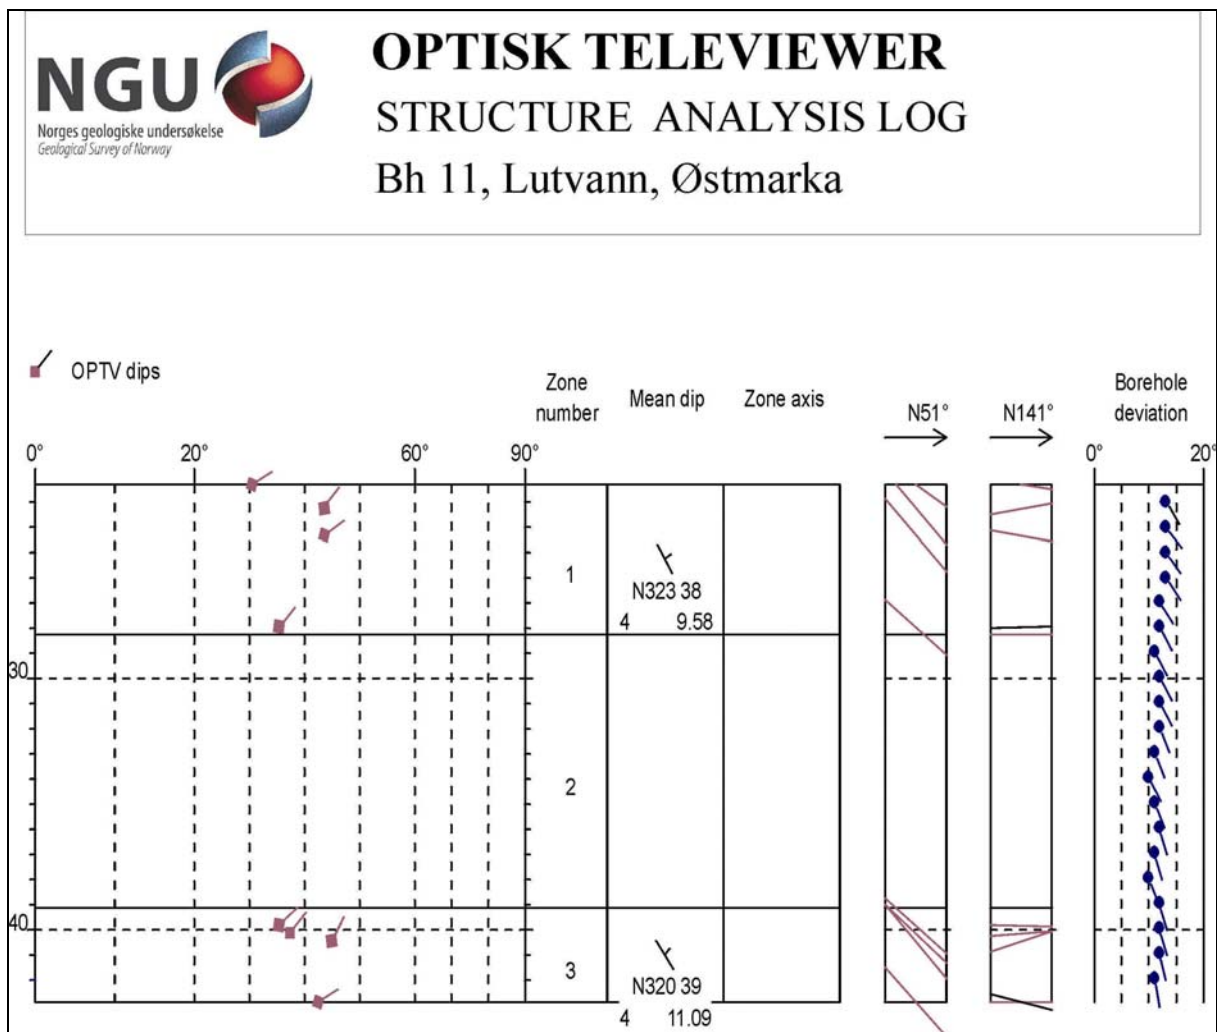 NGU
Norges geologiske undersøkelse
Geological Survey of Norway
OPTISK TELEVIEWER
STRUCTURE ANALYSIS LOG
Bh 11, Lutvann, Østmarka
OPTV dips
Zone number
Mean dip
Zone axis
N51°
N141°
Borehole deviation
0° 20° 60° 90°
0° 20°
1
N323 38
4 9.58
30
2
40
3
N320 39
4 11.09